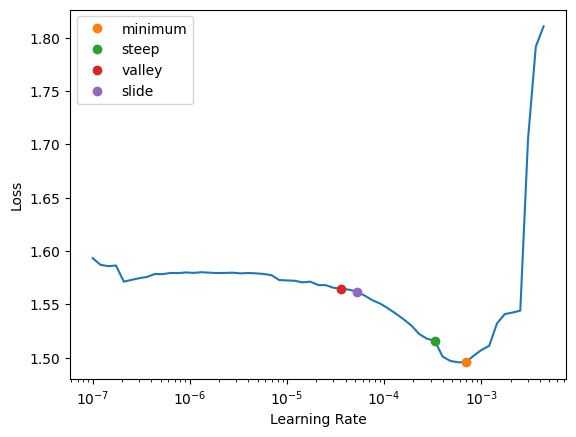 minimum
steep
valley
slide
1.80
1.75
1.70
1.65
1.60
1.55
1.50
Loss
10⁻⁷
10⁻⁶
10⁻⁵
10⁻⁴
10⁻³
Learning Rate